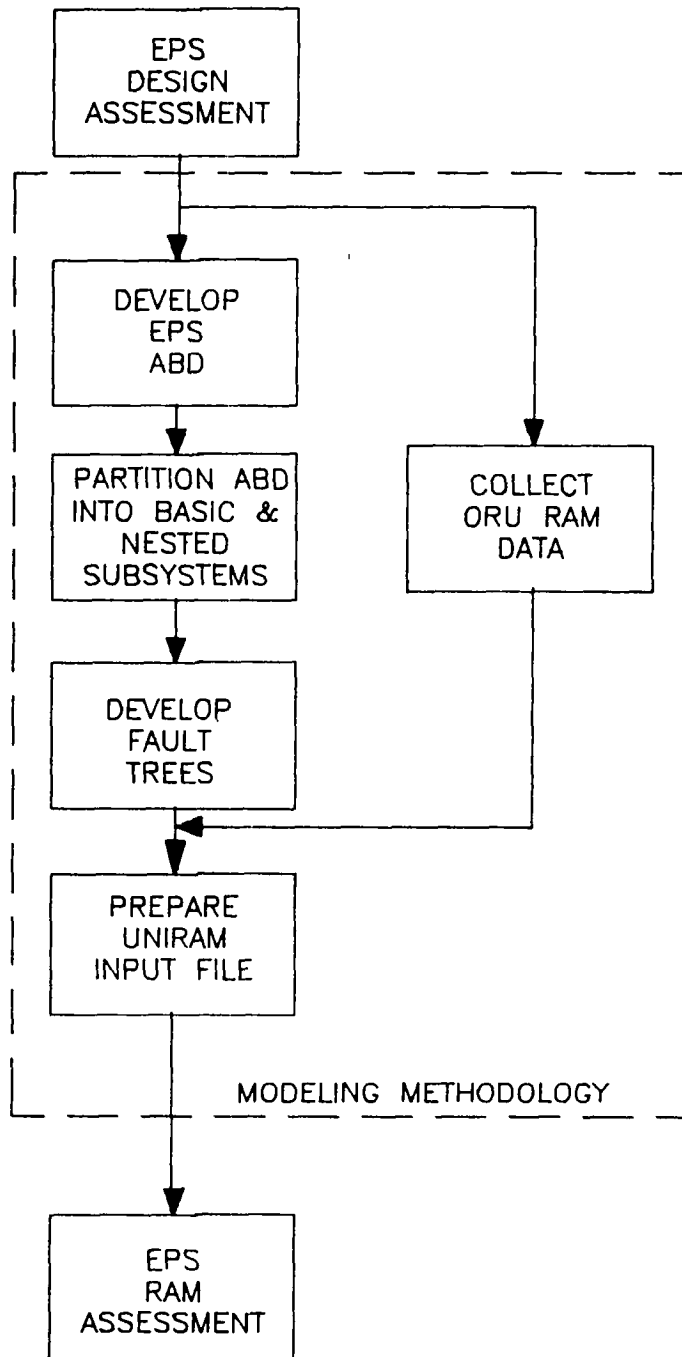 EPS
DESIGN
ASSESSMENT
DEVELOP
EPS
ABD
PARTITION ABD
INTO BASIC &
NESTED
SUBSYSTEMS
COLLECT
ORU RAM
DATA
DEVELOP
FAULT
TREES
PREPARE
UNIRAM
INPUT FILE
MODELING METHODOLOGY
EPS
RAM
ASSESSMENT